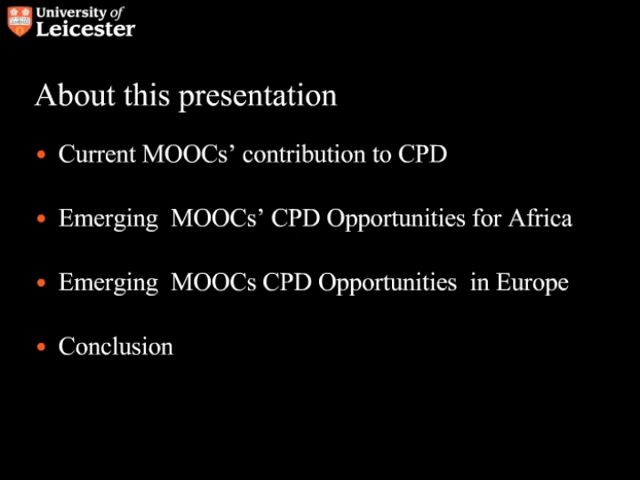 University of
Leicester
About this presentation
• Current MOOCs’ contribution to CPD
• Emerging  MOOCs’ CPD Opportunities for Africa
• Emerging  MOOCs CPD Opportunities  in Europe
• Conclusion